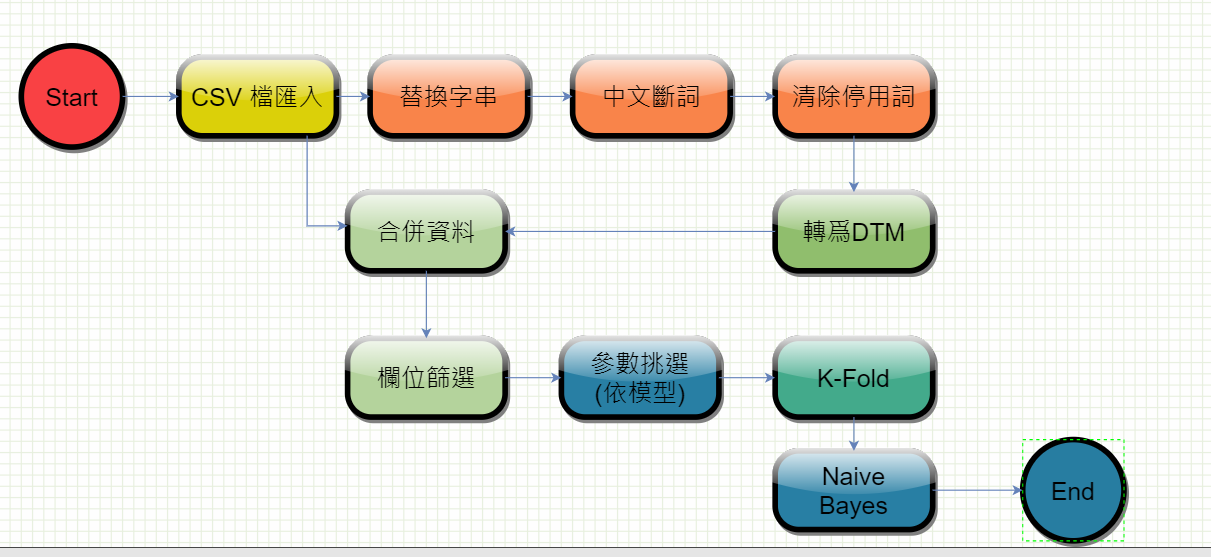 Start
CSV 檔匯入
替換字串
中文斷詞
清除停用詞
合併資料
轉爲DTM
欄位篩選
參數挑選
(依模型)
K-Fold
Naive
Bayes
End